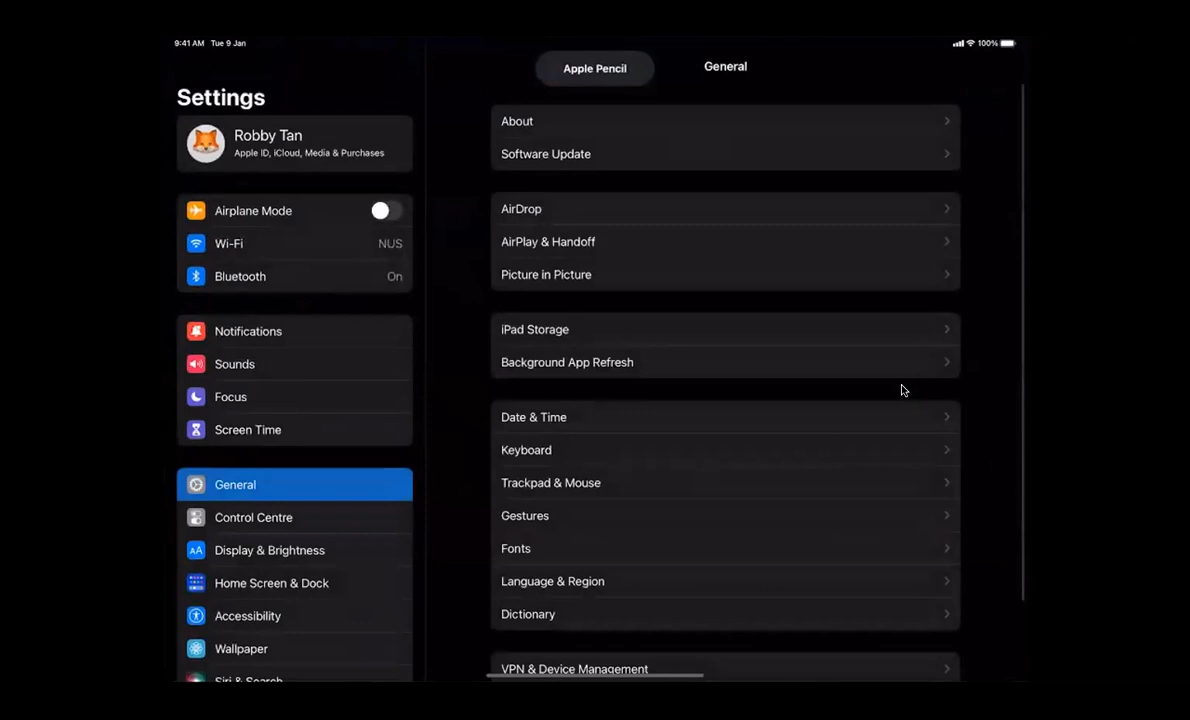 9:41 AM Tue 9 Jan
100%
Apple Pencil
General
Settings
Robby Tan
Apple ID, iCloud, Media & Purchases
Airplane Mode
Wi-Fi NUS
Bluetooth On
Notifications
Sounds
Focus
Screen Time
General
Control Centre
AA Display & Brightness
Home Screen & Dock
Accessibility
Wallpaper
Siri & Search
About
Software Update
AirDrop
AirPlay & Handoff
Picture in Picture
iPad Storage
Background App Refresh
Date & Time
Keyboard
Trackpad & Mouse
Gestures
Fonts
Language & Region
Dictionary
VPN & Device Management